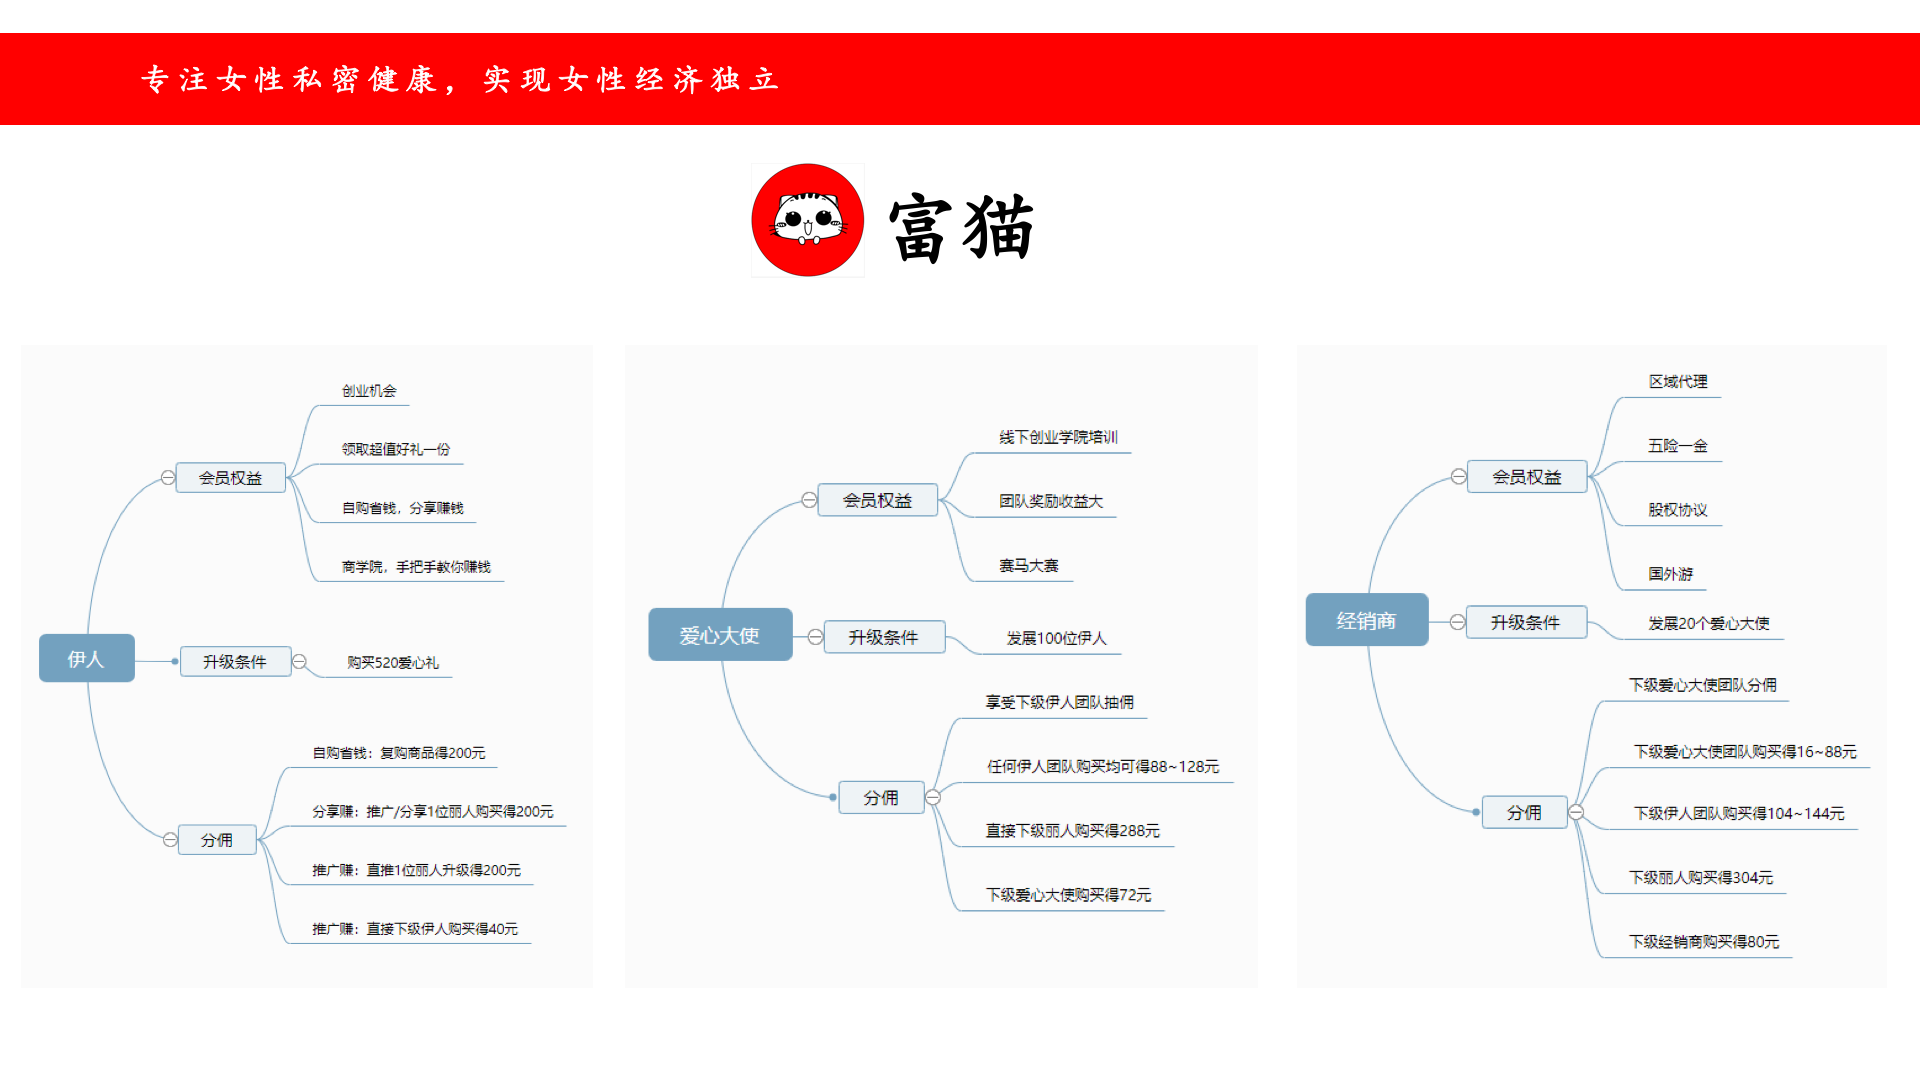 专注女性私密健康，实现女性经济独立
富猫
伊人
会员权益
创业机会
领取超值好礼一份
自购省钱，分享赚钱
商学院，手把手教你赚钱
升级条件
购买520爱心礼
分佣
自购省钱：复购商品得200元
分享赚：推广/分享1位丽人购买得200元
推广赚：直推1位丽人升级得200元
推广赚：直接下级伊人购买得40元
爱心大使
会员权益
线下创业学院培训
团队奖励收益大
赛马大赛
升级条件
发展100位伊人
分佣
享受下级伊人团队抽佣
任何伊人团队购买均可得88~128元
直接下级丽人购买得288元
下级爱心大使购买得72元
经销商
会员权益
区域代理
五险一金
股权协议
国外游
升级条件
发展20个爱心大使
分佣
下级爱心大使团队分佣
下级爱心大使团队购买得16~88元
下级伊人团队购买得104~144元
下级丽人购买得304元
下级经销商购买得80元